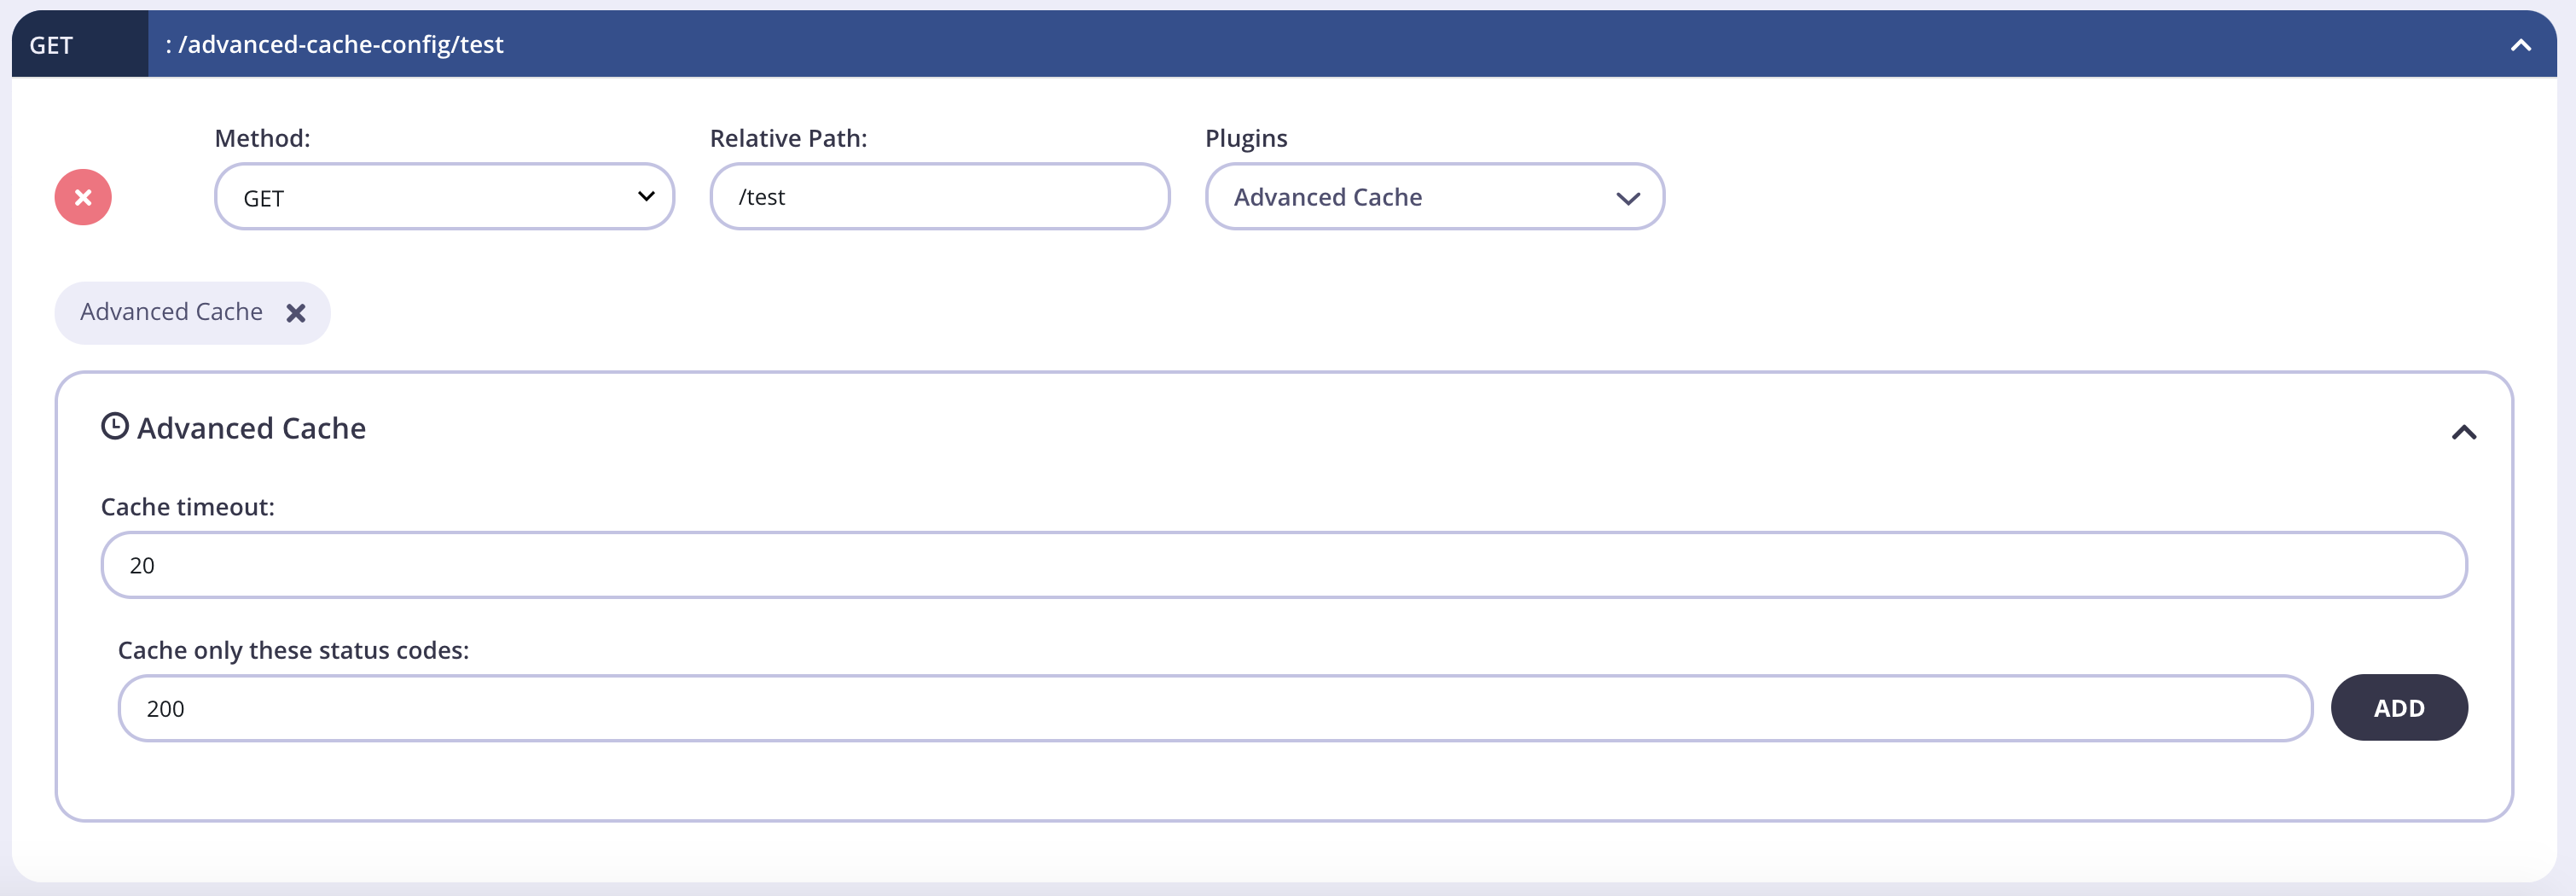 GET : /advanced-cache-config/test
Method: Relative Path: Plugins
GET /test Advanced Cache
Advanced Cache
Advanced Cache
Cache timeout:
20
Cache only these status codes:
200 ADD